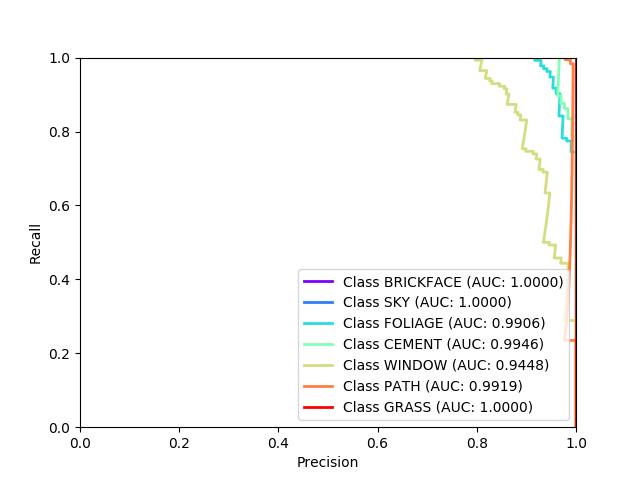 1.0
0.8
0.6
0.4
0.2
0.0
Recall
Class BRICKFACE (AUC: 1.0000)
Class SKY (AUC: 1.0000)
Class FOLIAGE (AUC: 0.9906)
Class CEMENT (AUC: 0.9946)
Class WINDOW (AUC: 0.9448)
Class PATH (AUC: 0.9919)
Class GRASS (AUC: 1.0000)
0.0 0.2 0.4 0.6 0.8 1.0
Precision